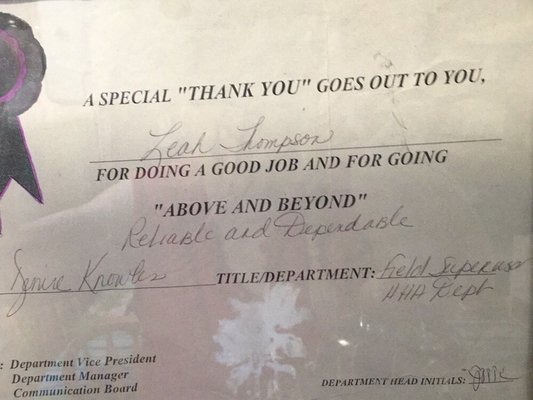 A SPECIAL "THANK YOU" GOES OUT TO YOU,
Leah Thompson
FOR DOING A GOOD JOB AND FOR GOING
"ABOVE AND BEYOND"
Reliable and Dependable
Denise Knowles TITLE/DEPARTMENT: Field Supervisor
HHA Dept
: Department Vice President
Department Manager
Communication Board
DEPARTMENT HEAD INITIALS: